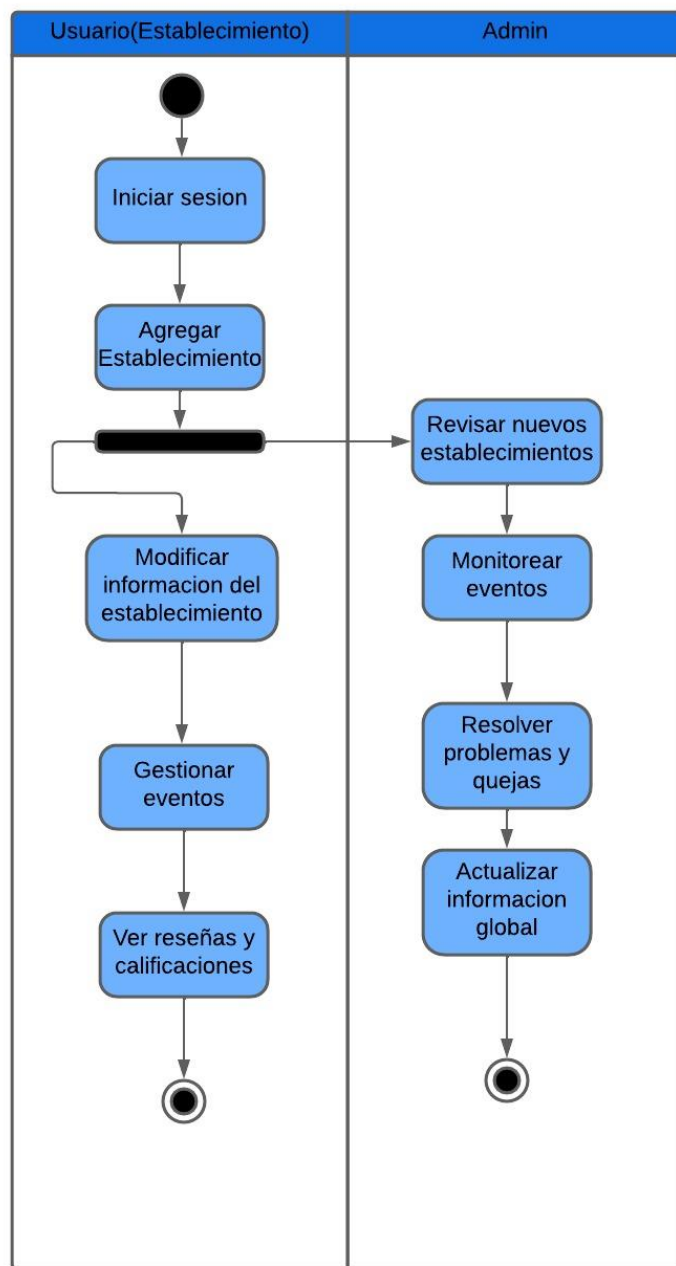 Usuario(Establecimiento)
Admin
Iniciar sesion
Agregar
Establecimiento
Revisar nuevos
establecimientos
Modificar
informacion del
establecimiento
Monitorear
eventos
Gestionar
eventos
Resolver
problemas y
quejas
Actualizar
informacion
global
Ver reseñas y
calificaciones